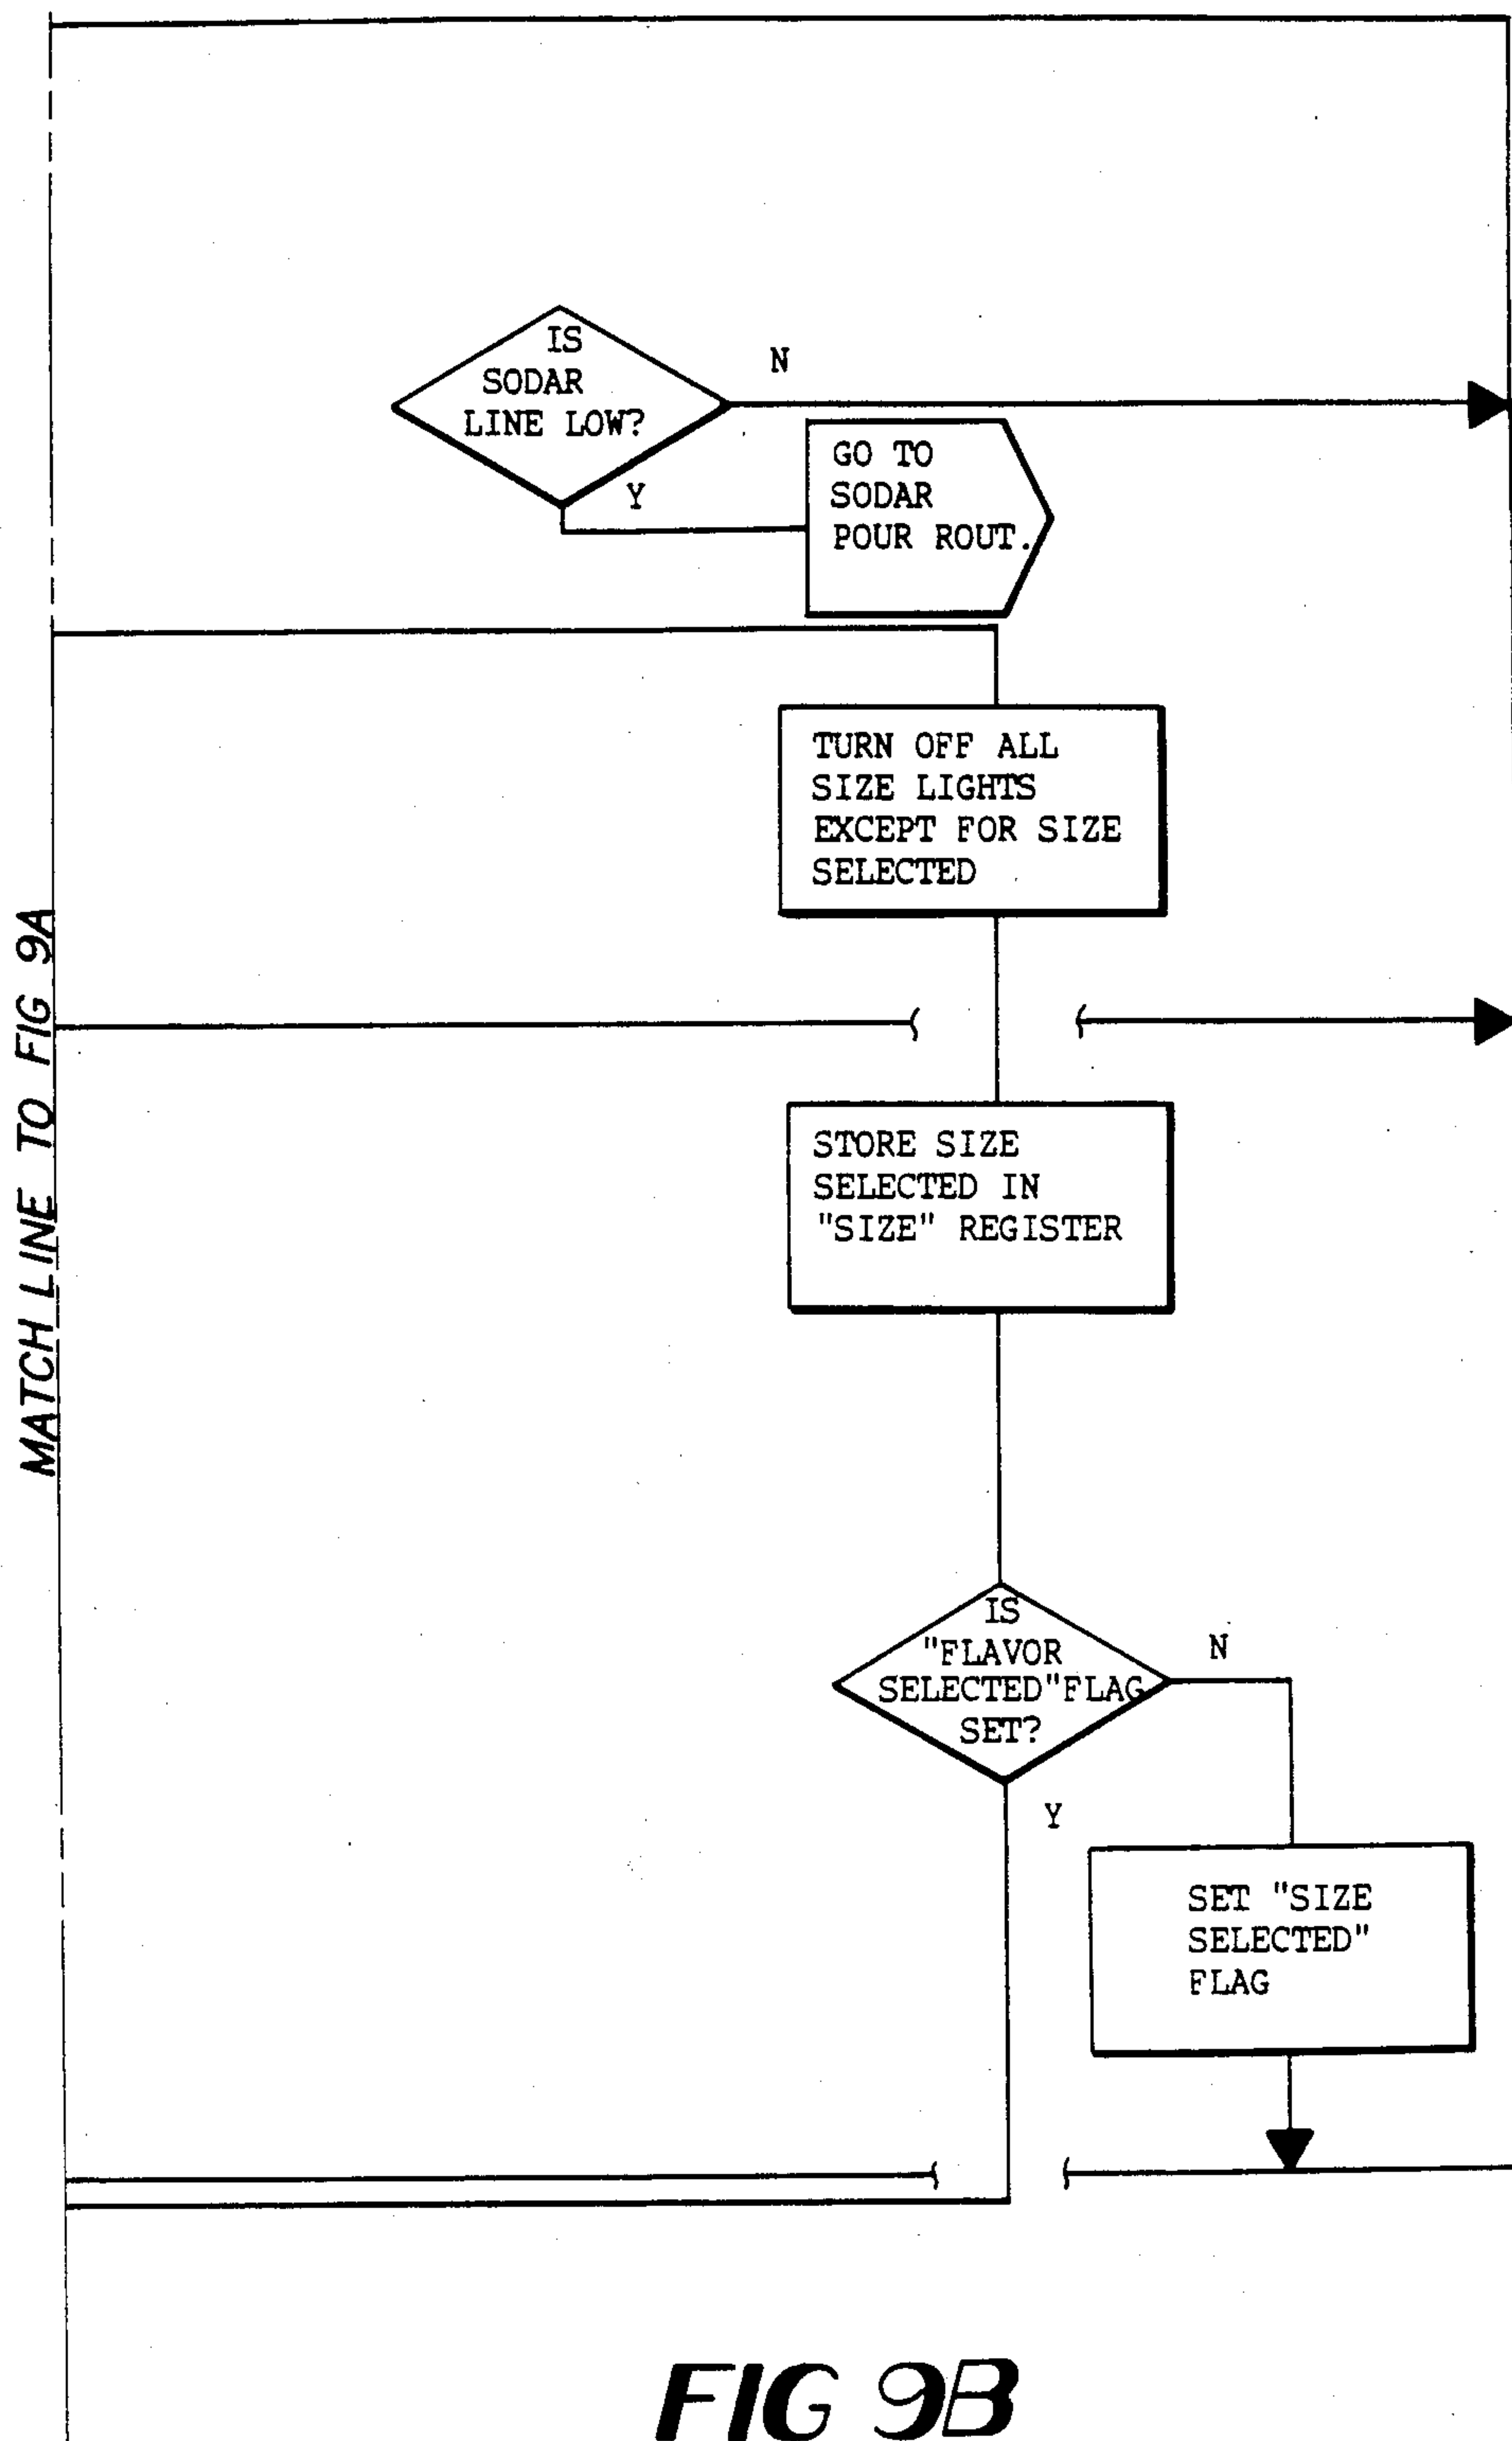 IS
SODAR
LINE LOW?
N
Y
GO TO
SODAR
POUR ROUT.
TURN OFF ALL
SIZE LIGHTS
EXCEPT FOR SIZE
SELECTED
MATCH LINE TO FIG 9A
STORE SIZE
SELECTED IN
"SIZE" REGISTER
IS
"FLAVOR
SELECTED"FLAG
SET?
N
Y
SET "SIZE
SELECTED"
FLAG
FIG 9B